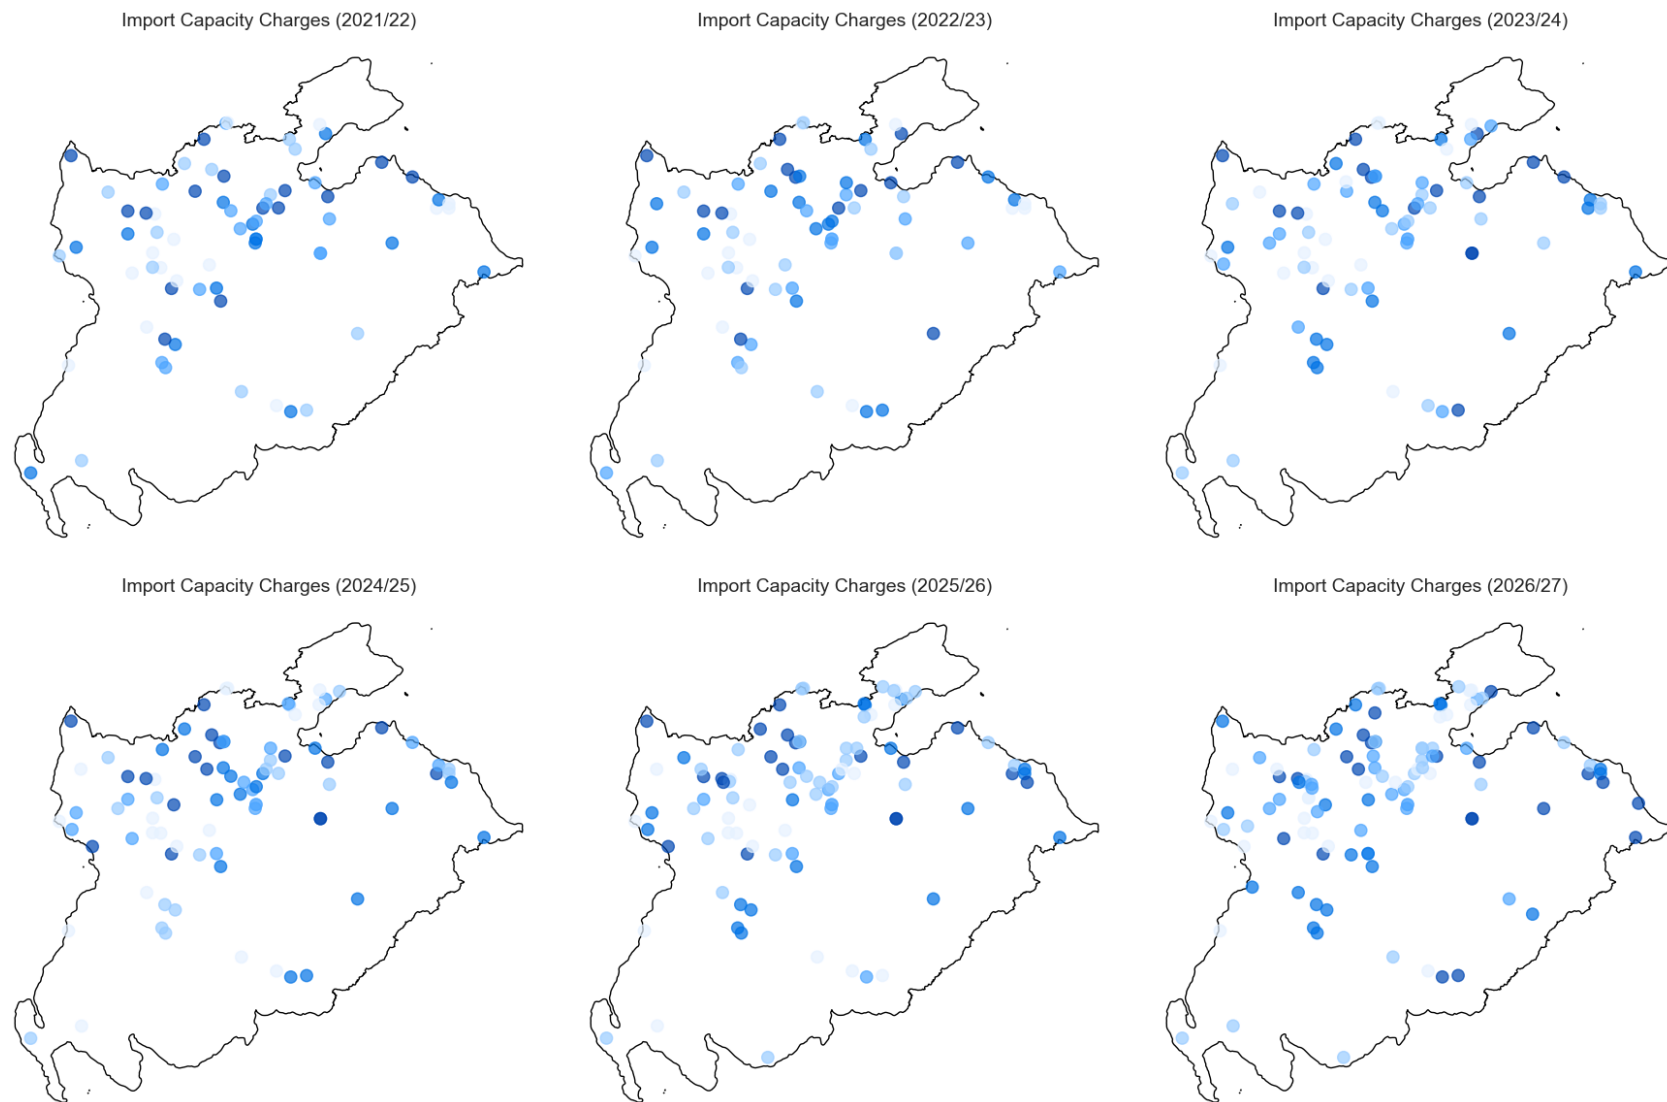 Import Capacity Charges (2021/22)
Import Capacity Charges (2022/23)
Import Capacity Charges (2023/24)
Import Capacity Charges (2024/25)
Import Capacity Charges (2025/26)
Import Capacity Charges (2026/27)